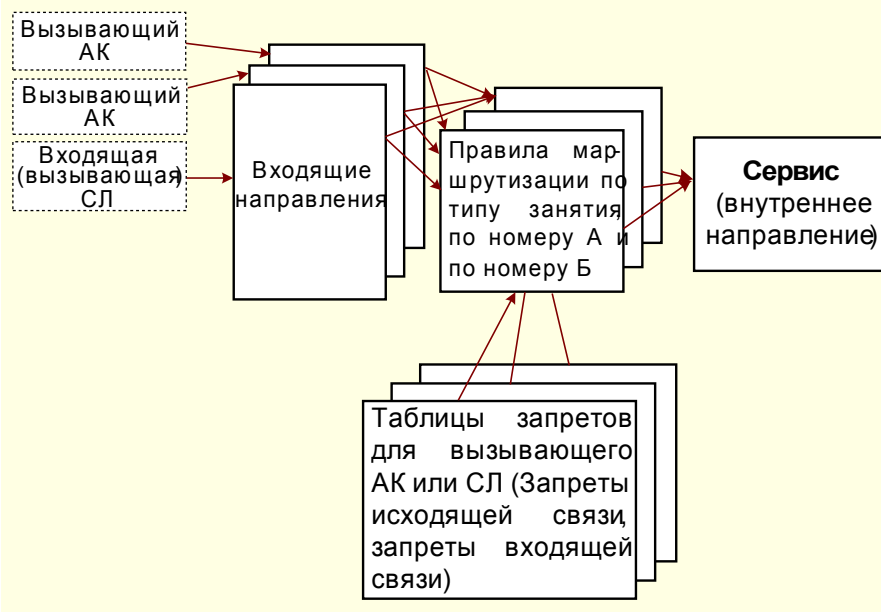 Вызывающий
АК
Вызывающий
АК
Входящая
(вызывающая)
СЛ
Входящие
направления
Правила мар-
шрутизации по
типу занятия,
по номеру А и
по номеру Б
Сервис
(внутреннее
направление)
Таблицы запретов
для вызывающего
АК или СЛ (Запреты
исходящей связи,
запреты входящей
связи)